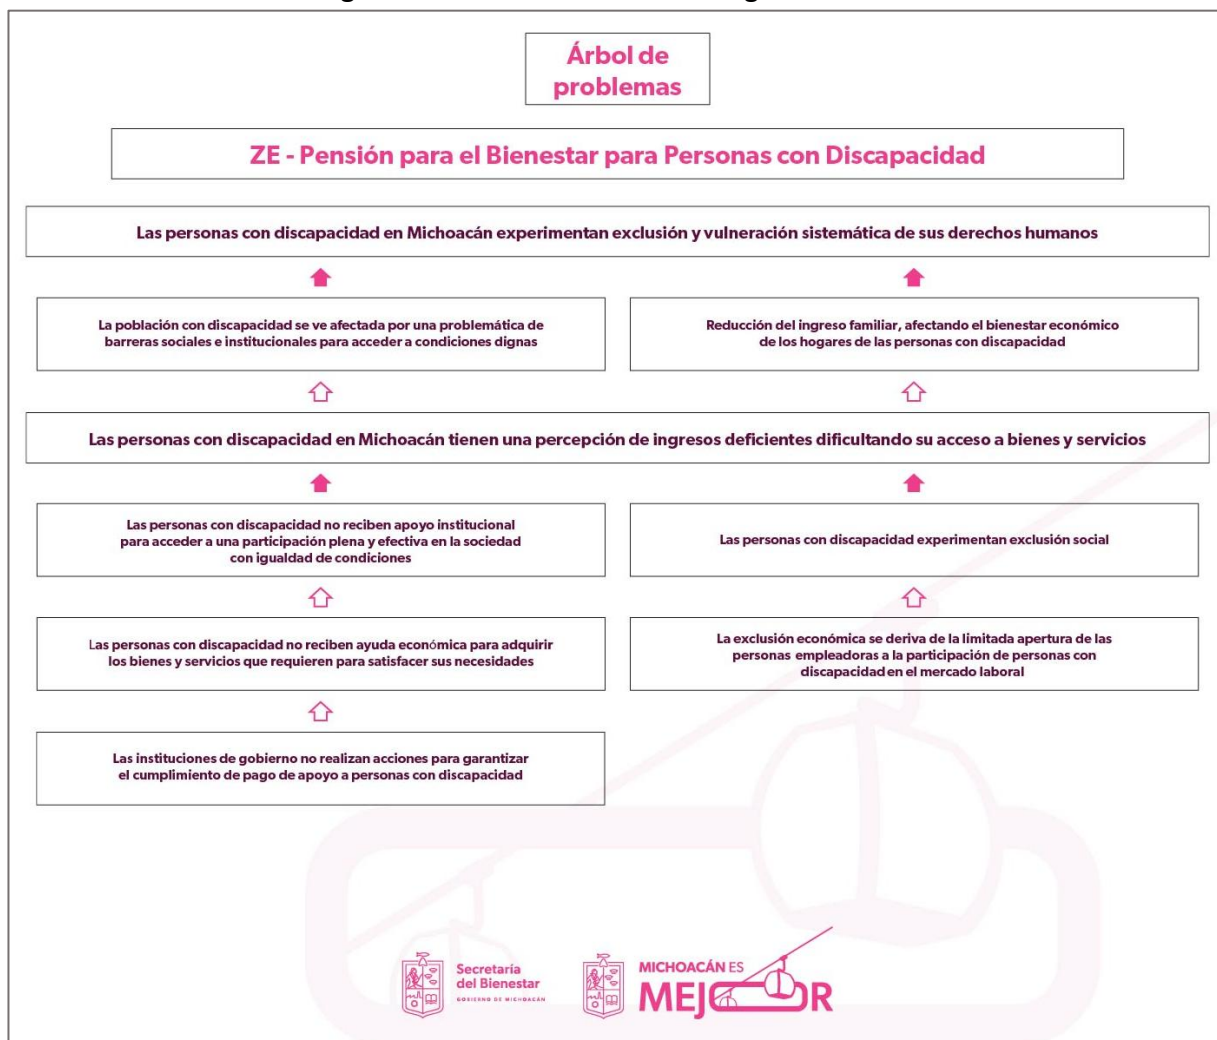 Árbol de
problemas
ZE - Pensión para el Bienestar para Personas con Discapacidad
Las personas con discapacidad en Michoacán experimentan exclusión y vulneración sistemática de sus derechos humanos
La población con discapacidad se ve afectada por una problemática de
barreras sociales e institucionales para acceder a condiciones dignas
Reducción del ingreso familiar, afectando el bienestar económico
de los hogares de las personas con discapacidad
Las personas con discapacidad en Michoacán tienen una percepción de ingresos deficientes dificultando su acceso a bienes y servicios
Las personas con discapacidad no reciben apoyo institucional
para acceder a una participación plena y efectiva en la sociedad
con igualdad de condiciones
Las personas con discapacidad experimentan exclusión social
Las personas con discapacidad no reciben ayuda económica para adquirir
los bienes y servicios que requieren para satisfacer sus necesidades
La exclusión económica se deriva de la limitada apertura de las
personas empleadoras a la participación de personas con
discapacidad en el mercado laboral
Las instituciones de gobierno no realizan acciones para garantizar
el cumplimiento de pago de apoyo a personas con discapacidad
Secretaría
del Bienestar
GOBIERNO DE MICHOACÁN
MICHOACÁN ES
MEJOR